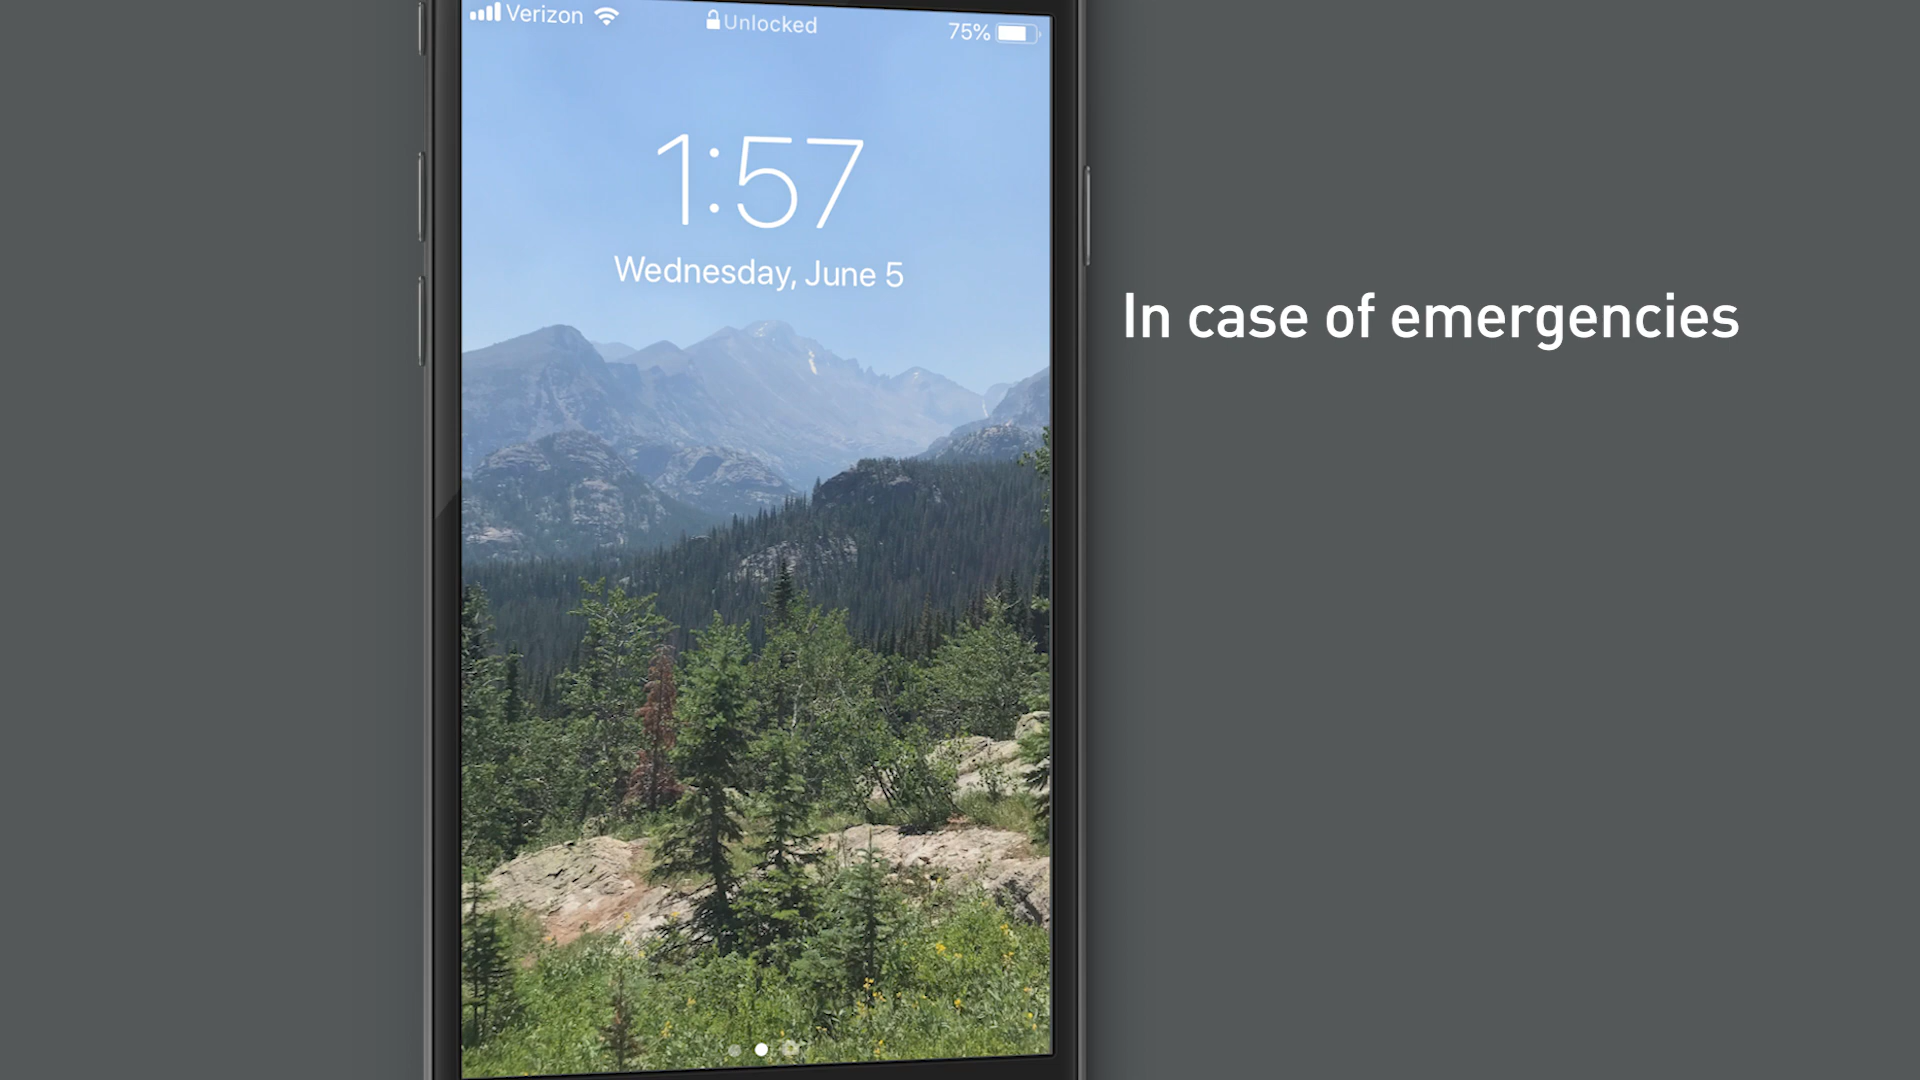 Verizon
Unlocked
75%
1:57
Wednesday, June 5
In case of emergencies